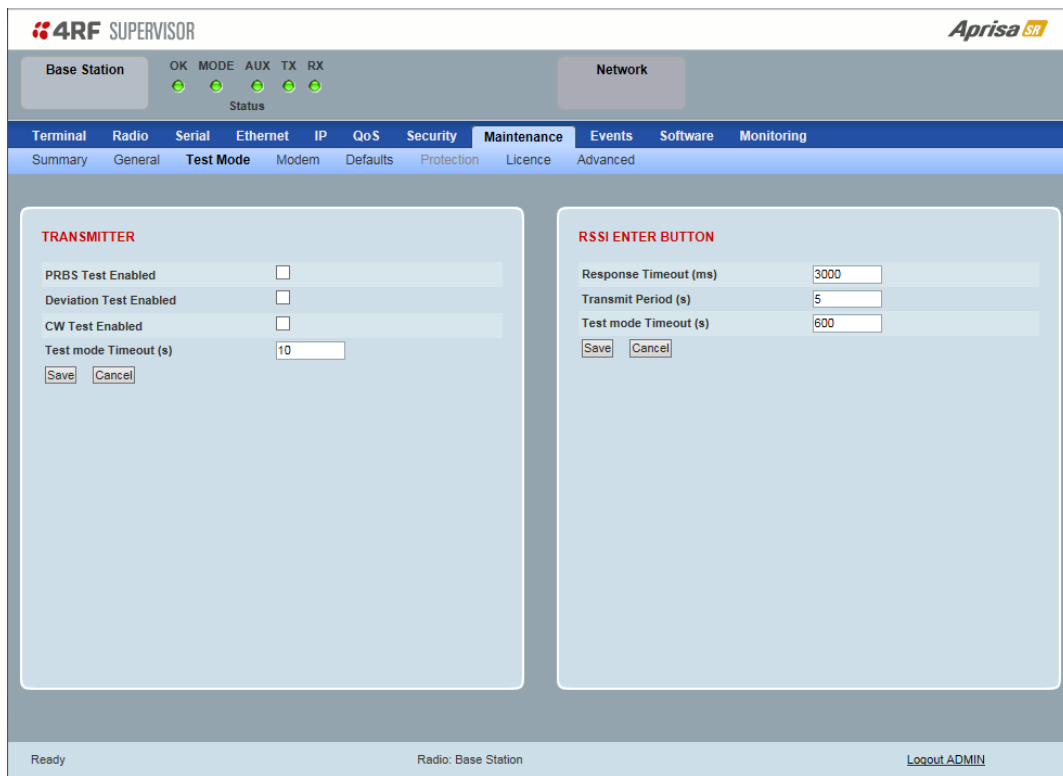 4RF SUPERVISOR
Aprisa SR
Base Station
OK MODE AUX TX RX
Status
Network
Terminal Radio Serial Ethernet IP QoS Security Maintenance Events Software Monitoring
Summary General Test Mode Modem Defaults Protection Licence Advanced
TRANSMITTER
PRBS Test Enabled
Deviation Test Enabled
CW Test Enabled
Test mode Timeout (s) 10
Save Cancel
RSSI ENTER BUTTON
Response Timeout (ms) 3000
Transmit Period (s) 5
Test mode Timeout (s) 600
Save Cancel
Ready
Radio: Base Station
Logout ADMIN